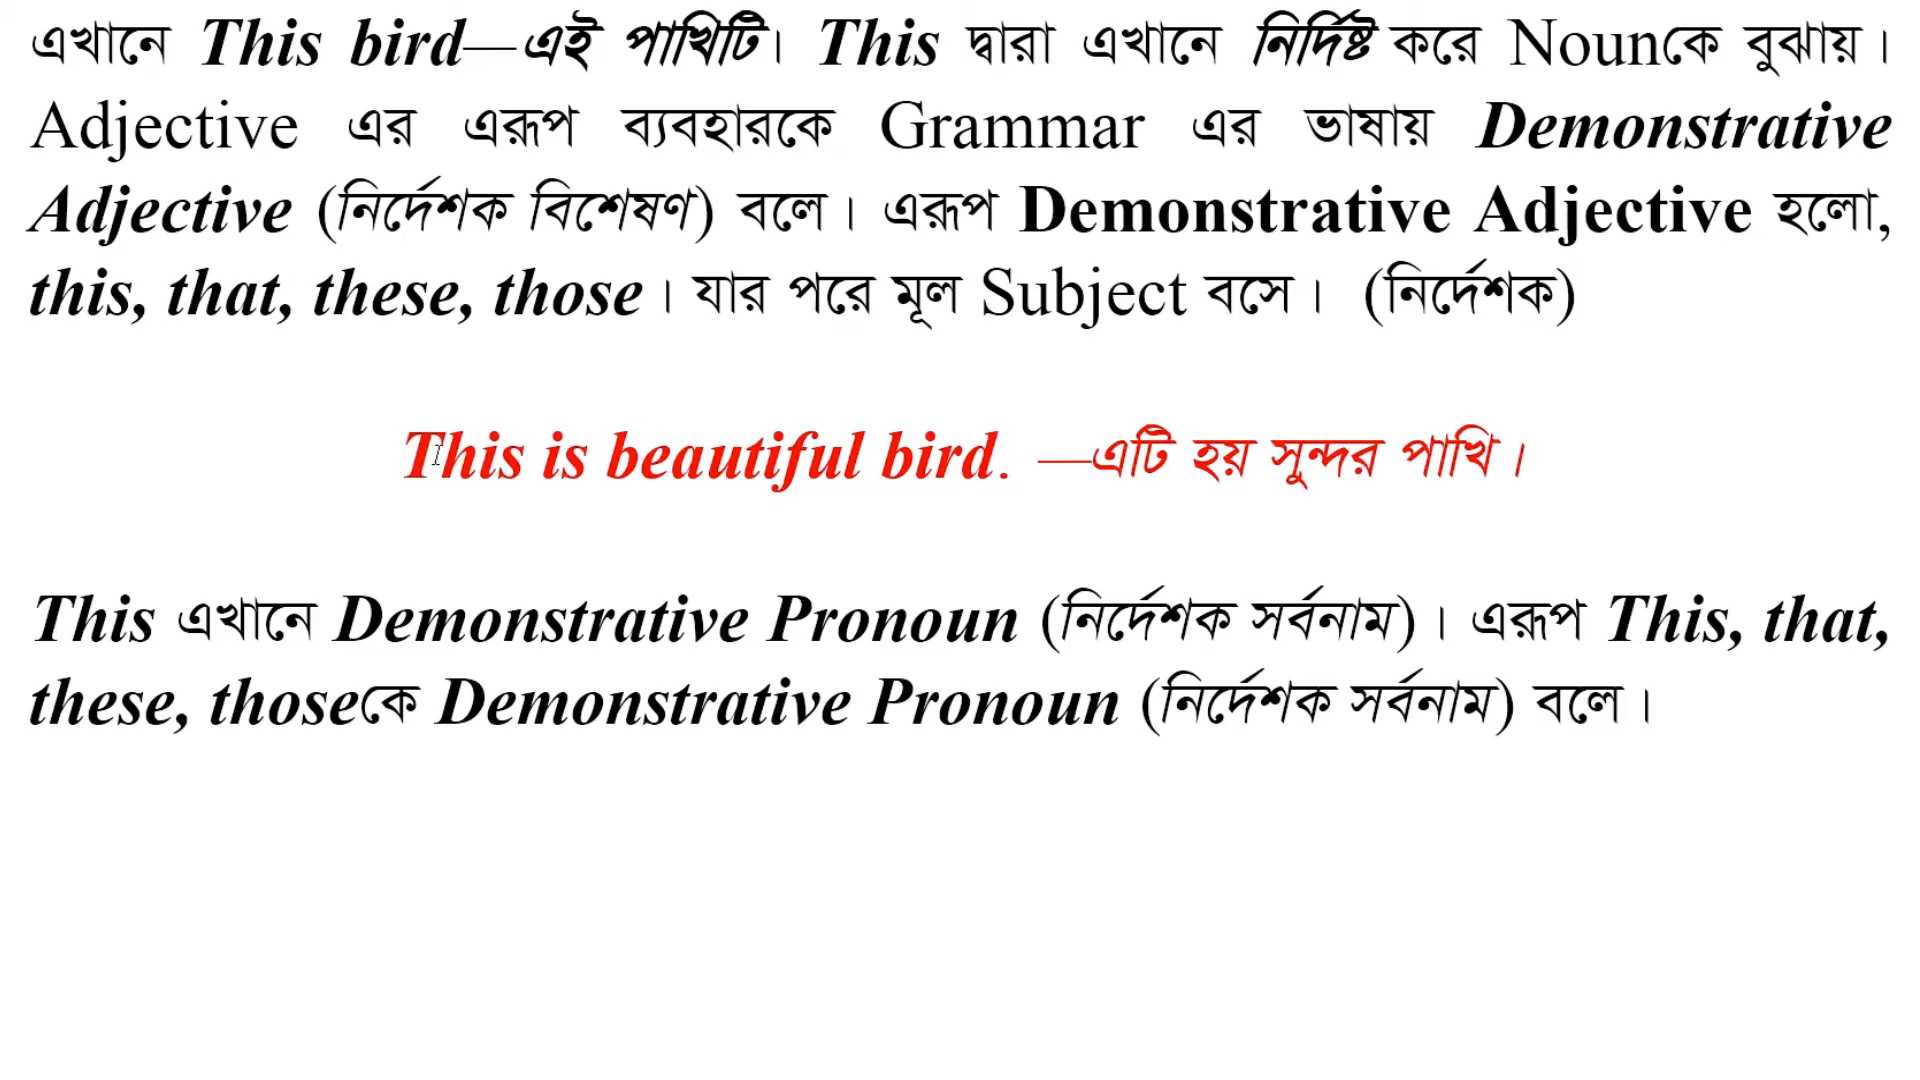 এখানে This bird—এই পাখিটি। This দ্বারা এখানে নির্দিষ্ট করে Nounকে বুঝায়।
Adjective এর এরূপ ব্যবহারকে Grammar এর ভাষায় Demonstrative
Adjective (নির্দেশক বিশেষণ) বলে। এরূপ Demonstrative Adjective হলো,
this, that, these, those। যার পরে মূল Subject বসে। (নির্দেশক)
This is beautiful bird. —এটি হয় সুন্দর পাখি।
This এখানে Demonstrative Pronoun (নির্দেশক সর্বনাম)। এরূপ This, that,
these, thoseকে Demonstrative Pronoun (নির্দেশক সর্বনাম) বলে।